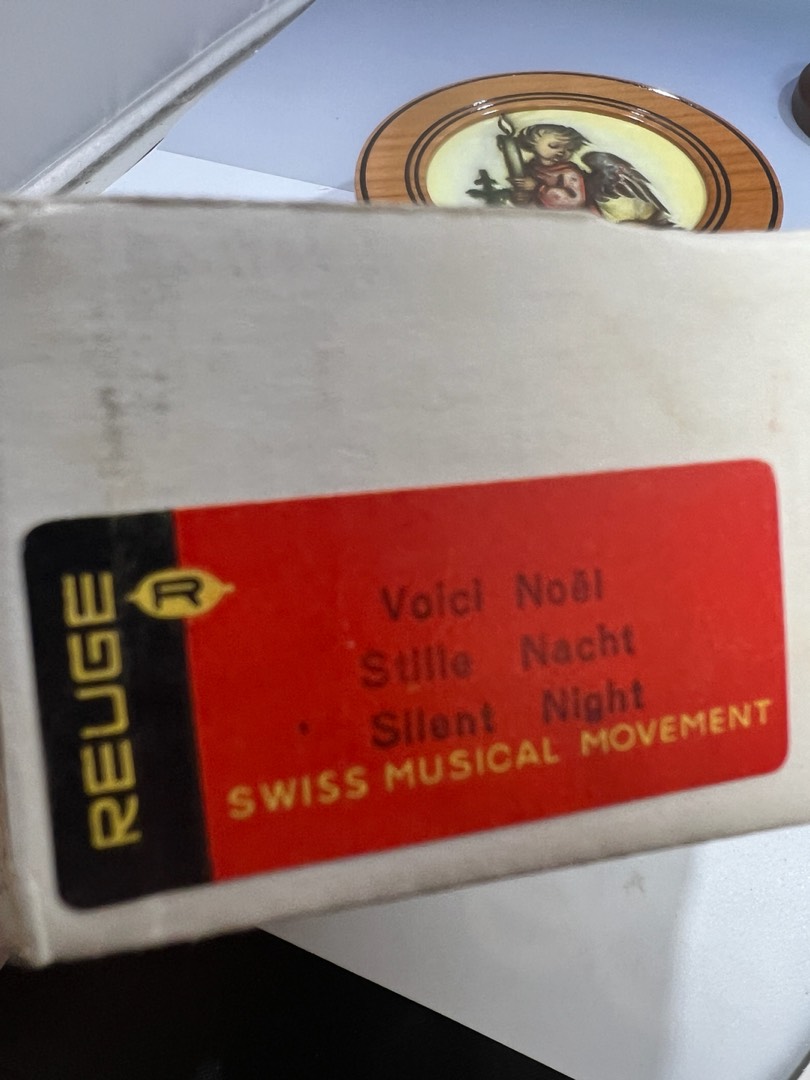 REUGE
R
Voici Noël
Stille Nacht
Silent Night
SWISS MUSICAL MOVEMENT